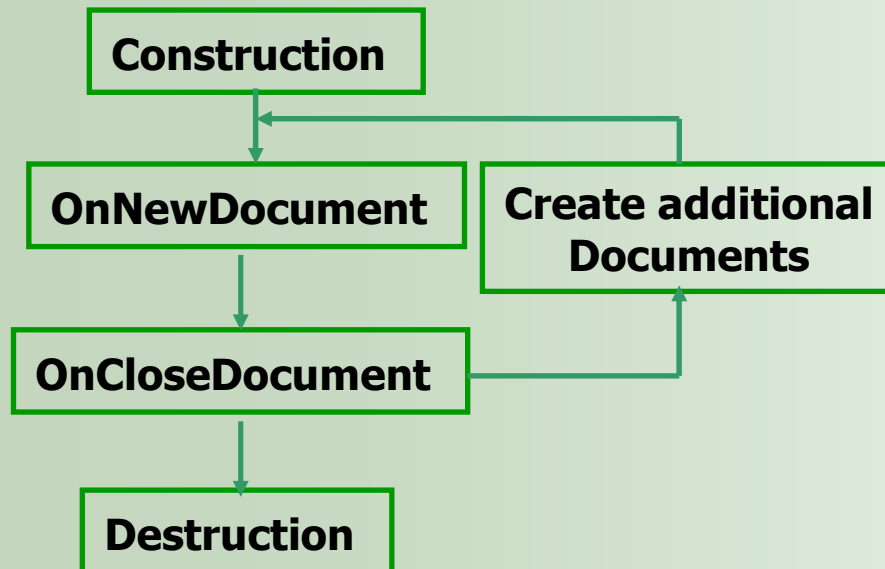 Construction
OnNewDocument
Create additional
Documents
OnCloseDocument
Destruction